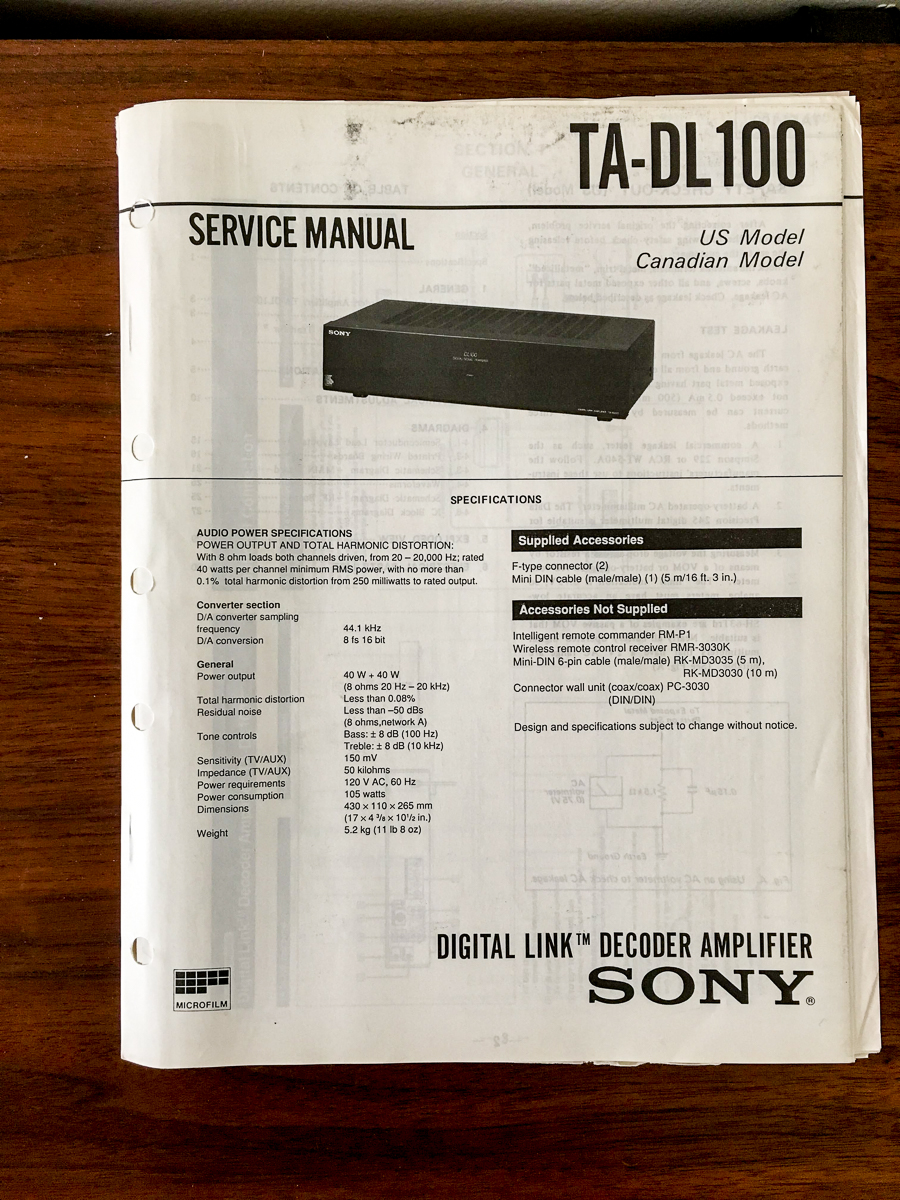 TA-DL100
SERVICE MANUAL
US Model
Canadian Model
SONY
DL100
SPECIFICATIONS
AUDIO POWER SPECIFICATIONS
POWER OUTPUT AND TOTAL HARMONIC DISTORTION:
With 8 ohm loads both channels driven, from 20 – 20,000 Hz; rated
40 watts per channel minimum RMS power, with no more than
0.1% total harmonic distortion from 250 milliwatts to rated output.
Converter section
D/A converter sampling
frequency 44.1 kHz
D/A conversion 8 fs 16 bit
General
Power output 40 W + 40 W
(8 ohms 20 Hz – 20 kHz)
Total harmonic distortion Less than 0.08%
Residual noise Less than –50 dBs
(8 ohms,network A)
Tone controls Bass: ± 8 dB (100 Hz)
Treble: ± 8 dB (10 kHz)
Sensitivity (TV/AUX) 150 mV
Impedance (TV/AUX) 50 kilohms
Power requirements 120 V AC, 60 Hz
Power consumption 105 watts
Dimensions 430 × 110 × 265 mm
(17 × 4 3/8 × 10 1/2 in.)
Weight 5.2 kg (11 lb 8 oz)
Supplied Accessories
F-type connector (2)
Mini DIN cable (male/male) (1) (5 m/16 ft. 3 in.)
Accessories Not Supplied
Intelligent remote commander RM-P1
Wireless remote control receiver RMR-3030K
Mini-DIN 6-pin cable (male/male) RK-MD3035 (5 m),
RK-MD3030 (10 m)
Connector wall unit (coax/coax) PC-3030
(DIN/DIN)
Design and specifications subject to change without notice.
DIGITAL LINK™ DECODER AMPLIFIER
SONY®
MICROFILM